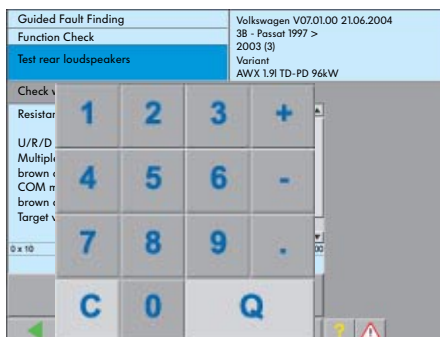 Guided Fault Finding
Function Check
Test rear loudspeakers
Volkswagen V07.01.00 21.06.2004
3B - Passat 1997 >
2003 (3)
Variant
AWX 1.9l TD-PD 96kW
Check
U/R/D
brown
COM
brown
Target
0 x 10
1 2 3 +
4 5 6 -
7 8 9 .
C 0 Q
?